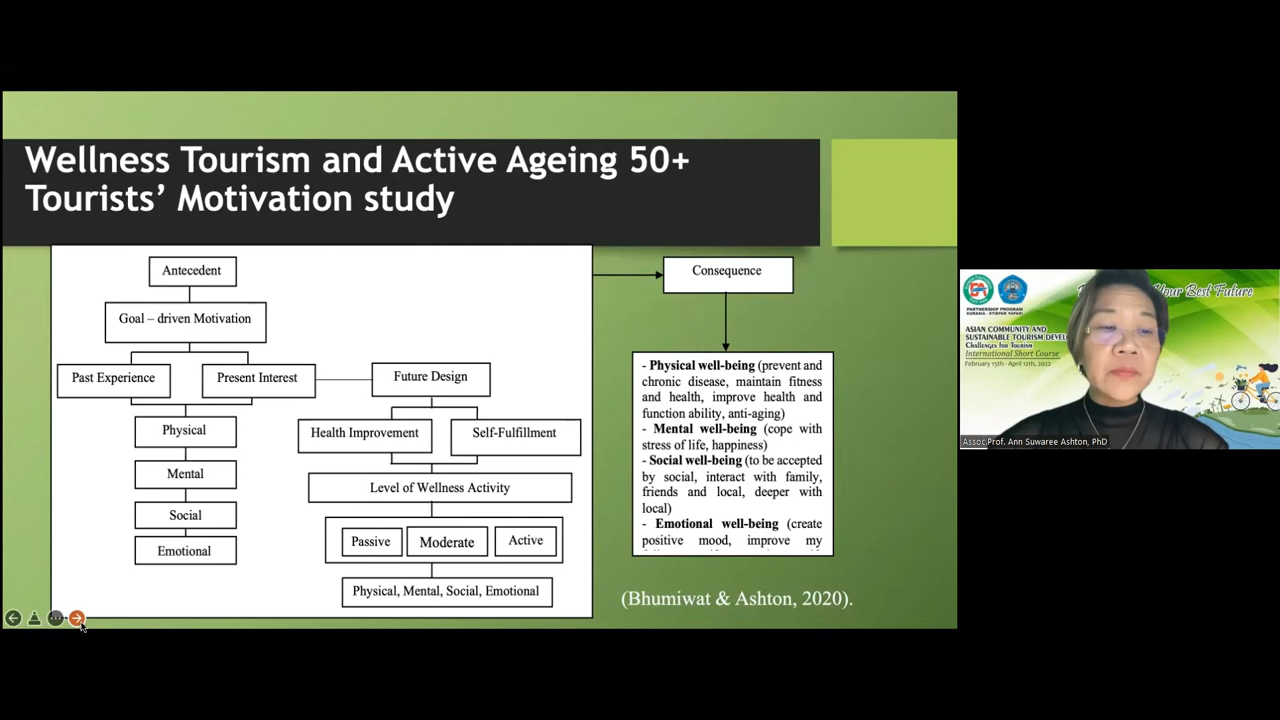 Wellness Tourism and Active Ageing 50+
Tourists’ Motivation study
Antecedent
Goal – driven Motivation
Past Experience
Present Interest
Physical
Mental
Social
Emotional
Future Design
Health Improvement
Self-Fulfillment
Level of Wellness Activity
Passive
Moderate
Active
Physical, Mental, Social, Emotional
Consequence
- Physical well-being (prevent and
chronic disease, maintain fitness
and health, improve health and
function ability, anti-aging)
- Mental well-being (cope with
stress of life, happiness)
- Social well-being (to be accepted
by social, interact with family,
friends and local, deeper with
local)
- Emotional well-being (create
positive mood, improve my
(Bhumiwat & Ashton, 2020).
Your Best Future
PARTNERSHIP PROGRAM
EURASIA - STIEPAR YAPARI
ASIAN COMMUNITY AND
SUSTAINABLE TOURISM DEVEL
Challenges for Tourism
International Short Course
February 15th - April 12th, 2022
Assoc.Prof. Ann Suwaree Ashton, PhD